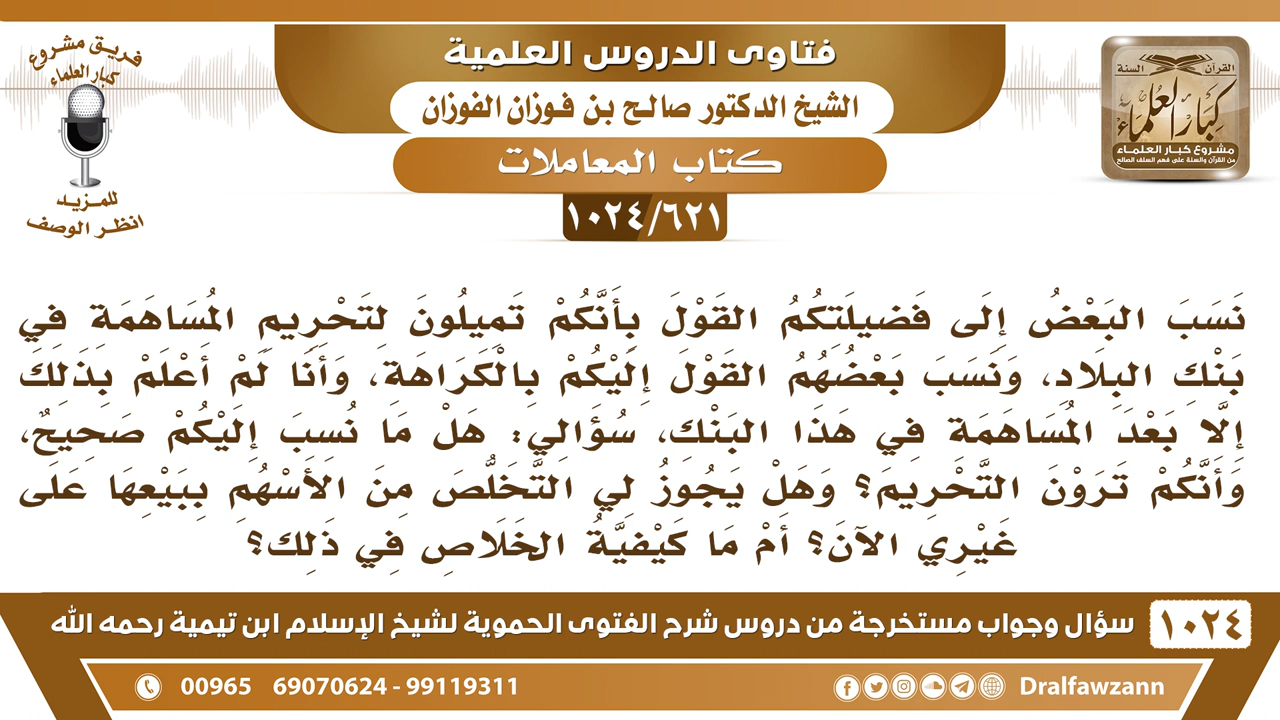 فتاوى الدروس العلمية
الشيخ الدكتور صالح بن فوزان الفوزان
كتاب المعاملات
١٠٢٤/٦٢١
فريق مشروع
كبار العلماء
للمزيد
انظر الوصف
القرآن السنة
كبار العلماء
مشروع كبار العلماء
من القرآن والسنة على فهم السلف الصالح
نَسَبَ البَعْضُ إِلَى فَضِيلَتِكُمُ القَوْلَ بِأَنَّكُمْ تَمِيلُونَ لِتَحْرِيمِ المُسَاهَمَةِ فِي
بَنْكِ البِلَادِ، وَنَسَبَ بَعْضُهُمُ القَوْلَ إِلَيْكُمْ بِالْكَرَاهَةِ، وَأَنَا لَمْ أَعْلَمْ بِذَلِكَ
إِلَّا بَعْدَ المُسَاهَمَةِ فِي هَذَا البَنْكِ، سُؤَالِي: هَلْ مَا نُسِبَ إِلَيْكُمْ صَحِيحٌ،
وَأَنَّكُمْ تَرَوْنَ التَّحْرِيمَ؟ وَهَلْ يَجُوزُ لِي التَّخَلُّصَ مِنَ الأَسْهُمِ بِبَيْعِهَا عَلَى
غَيْرِي الآنَ؟ أَمْ مَا كَيْفِيَّةُ الخَلَاصِ فِي ذَلِكَ؟
١٠٢٤ سؤال وجواب مستخرجة من دروس شرح الفتوى الحموية لشيخ الإسلام ابن تيمية رحمه الله
00965 69070624 - 99119311
Dralfawzann